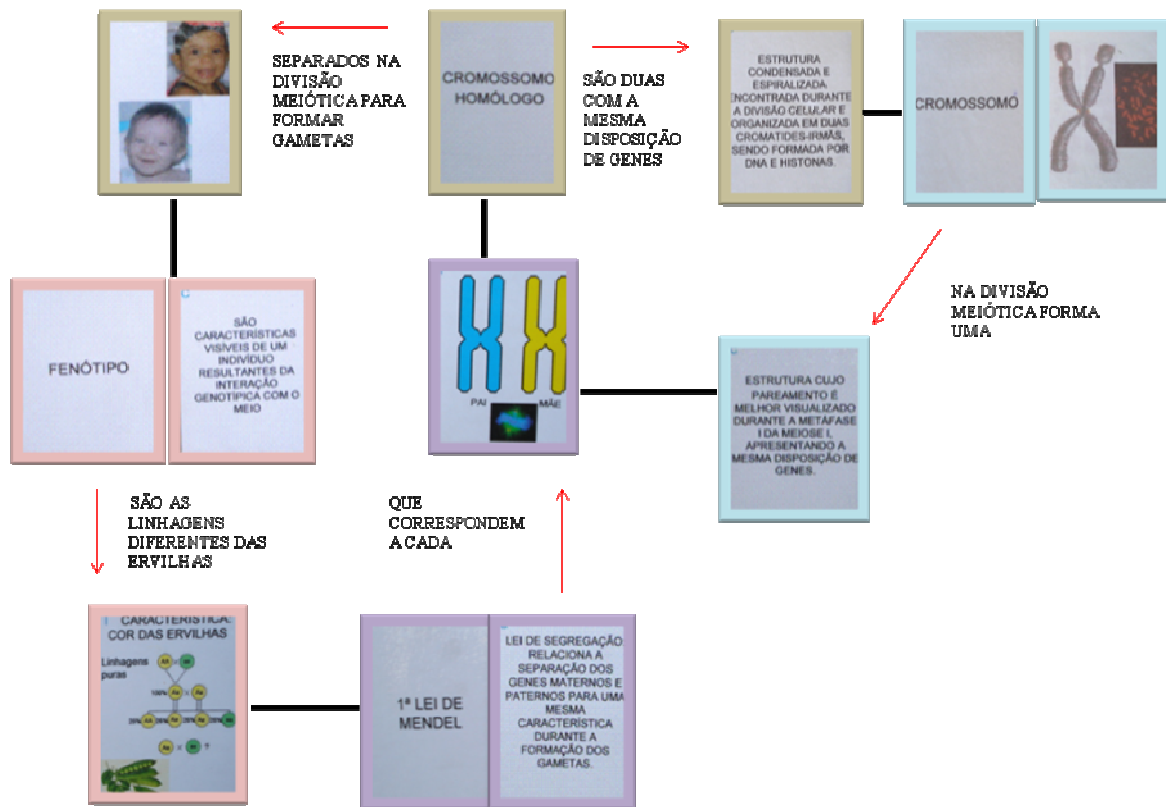 SEPARADOS NA
DIVISÃO
MEIÓTICA PARA
FORMAR
GAMETAS
CROMOSSOMO
HOMÓLOGO
SÃO DUAS
COM A
MESMA
DISPOSIÇÃO
DE GENES
ESTRUTURA
CONDENSADA E
ESPIRALIZADA
ENCONTRADA DURANTE
A DIVISÃO CELULAR E
ORGANIZADA EM DUAS
CROMATIDES-IRMÃS,
SENDO FORMADA POR
DNA E HISTONAS.
CROMOSSOMO
NA DIVISÃO
MEIÓTICA FORMA
UMA
FENÓTIPO
SÃO
CARACTERÍSTICAS
VISÍVEIS DE UM
INDIVÍDUO
RESULTANTES DA
INTERAÇÃO
GENOTÍPICA COM O
MEIO
PAI
MÃE
ESTRUTURA CUJO
PAREAMENTO É
MELHOR VISUALIZADO
DURANTE A METÁFASE
I DA MEIOSE I,
APRESENTANDO A
MESMA DISPOSIÇÃO DE
GENES.
SÃO AS
LINHAGENS
DIFERENTES DAS
ERVILHAS
QUE
CORRESPONDEM
A CADA
CARACTERÍSTICA:
COR DAS ERVILHAS
Linhagens
puras
100%
1ª LEI DE
MENDEL
LEI DE SEGREGAÇÃO
RELACIONA A
SEPARAÇÃO DOS
GENES MATERNOS E
PATERNOS PARA UMA
MESMA
CARACTERÍSTICA
DURANTE A
FORMAÇÃO DOS
GAMETAS.